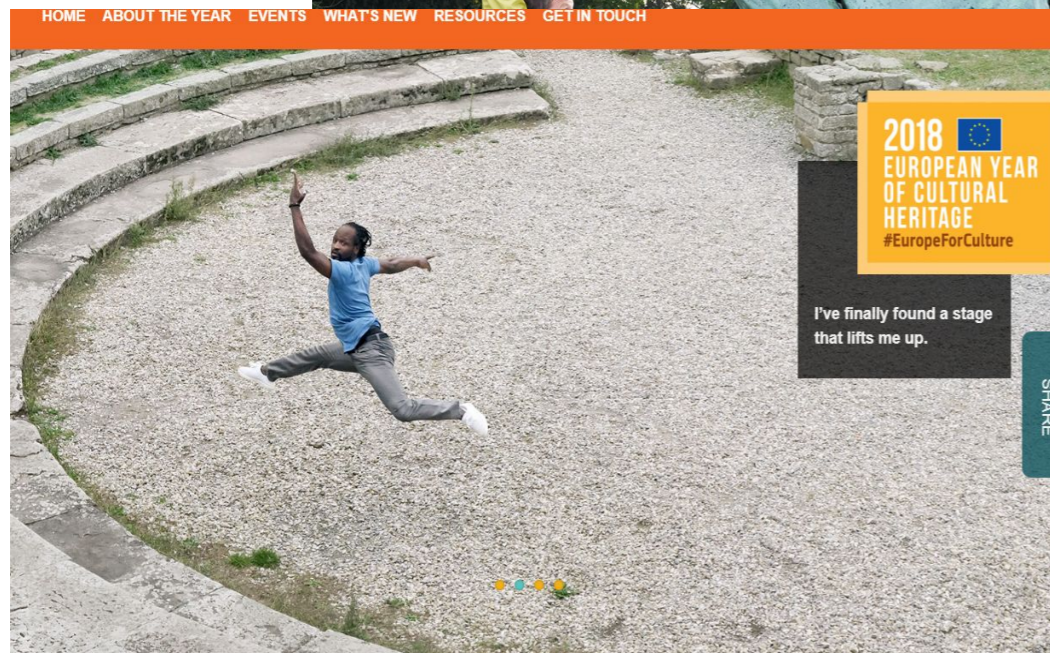 HOME ABOUT THE YEAR EVENTS WHAT'S NEW RESOURCES GET IN TOUCH
2018
EUROPEAN YEAR
OF CULTURAL
HERITAGE
#EuropeForCulture
I've finally found a stage
that lifts me up.
SHARE